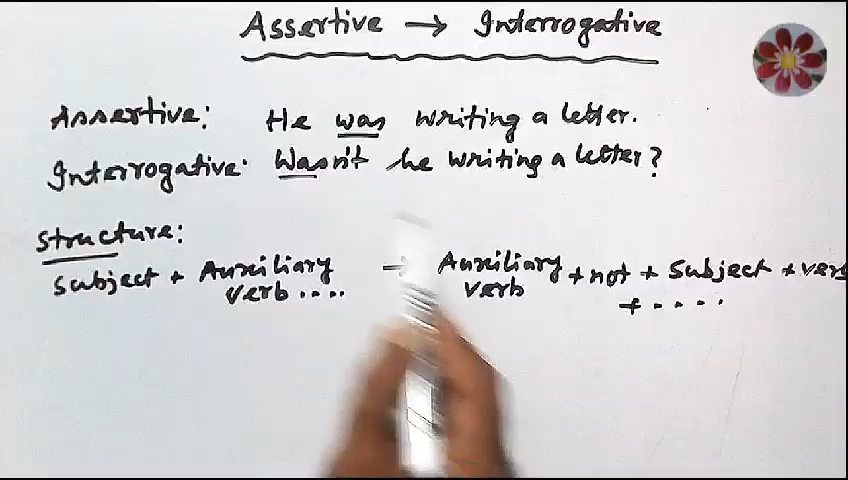 Assertive → Interrogative
Assertive: He was writing a letter.
Interrogative: Wasn't he writing a letter?
Structure:
Subject + Auxiliary verb.... → Auxiliary verb + not + Subject + verb
+ ....